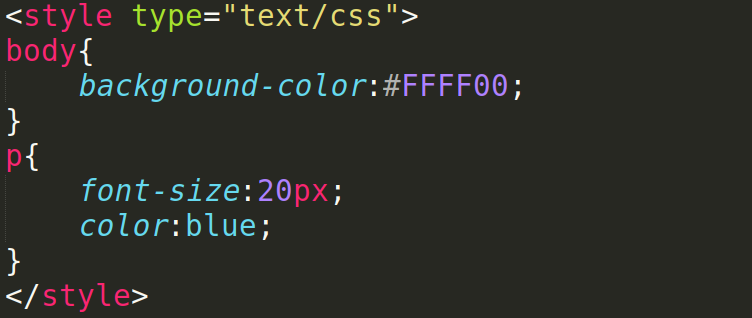 <style type="text/css">
body{
    background-color:#FFFF00;
}
p{
    font-size:20px;
    color:blue;
}
</style>